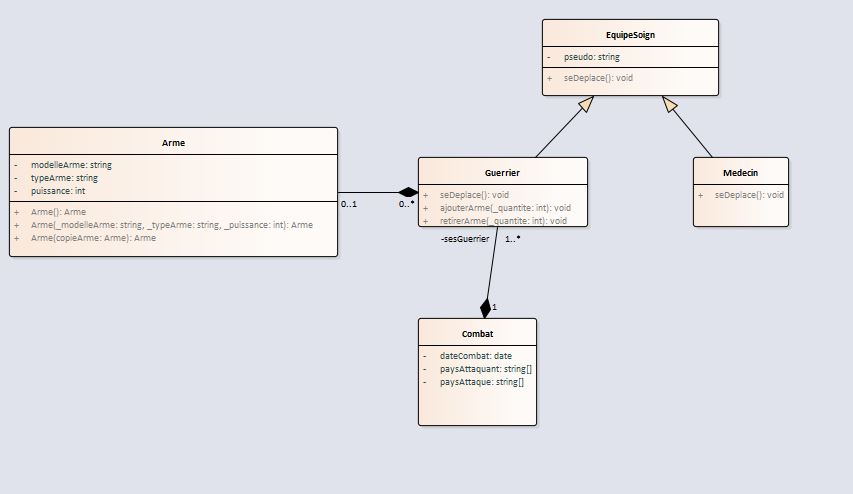 EquipeSoign
- pseudo: string
+ seDeplace(): void
Arme
- modelleArme: string
- typeArme: string
- puissance: int
+ Arme(): Arme
+ Arme(_modelleArme: string, _typeArme: string, _puissance: int): Arme
+ Arme(copieArme: Arme): Arme
0..1
0..*
Guerrier
+ seDeplace(): void
+ ajouterArme(_quantite: int): void
+ retirerArme(_quantite: int): void
Medecin
+ seDeplace(): void
-sesGuerrier
1..*
1
Combat
- dateCombat: date
- paysAttaquant: string[]
- paysAttaque: string[]